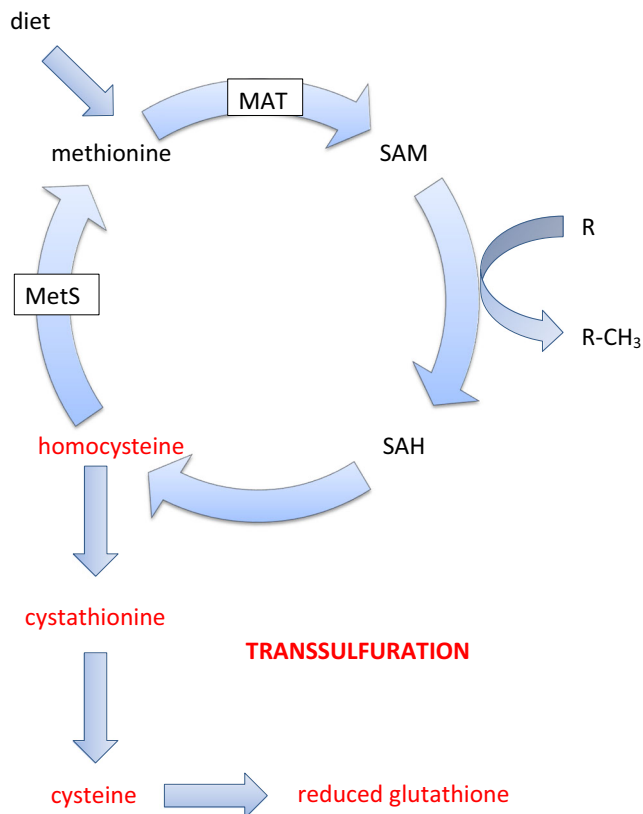 diet
MAT
methionine
SAM
R
MetS
R-CH₃
homocysteine
SAH
cystathionine
TRANSSULFURATION
cysteine
reduced glutathione